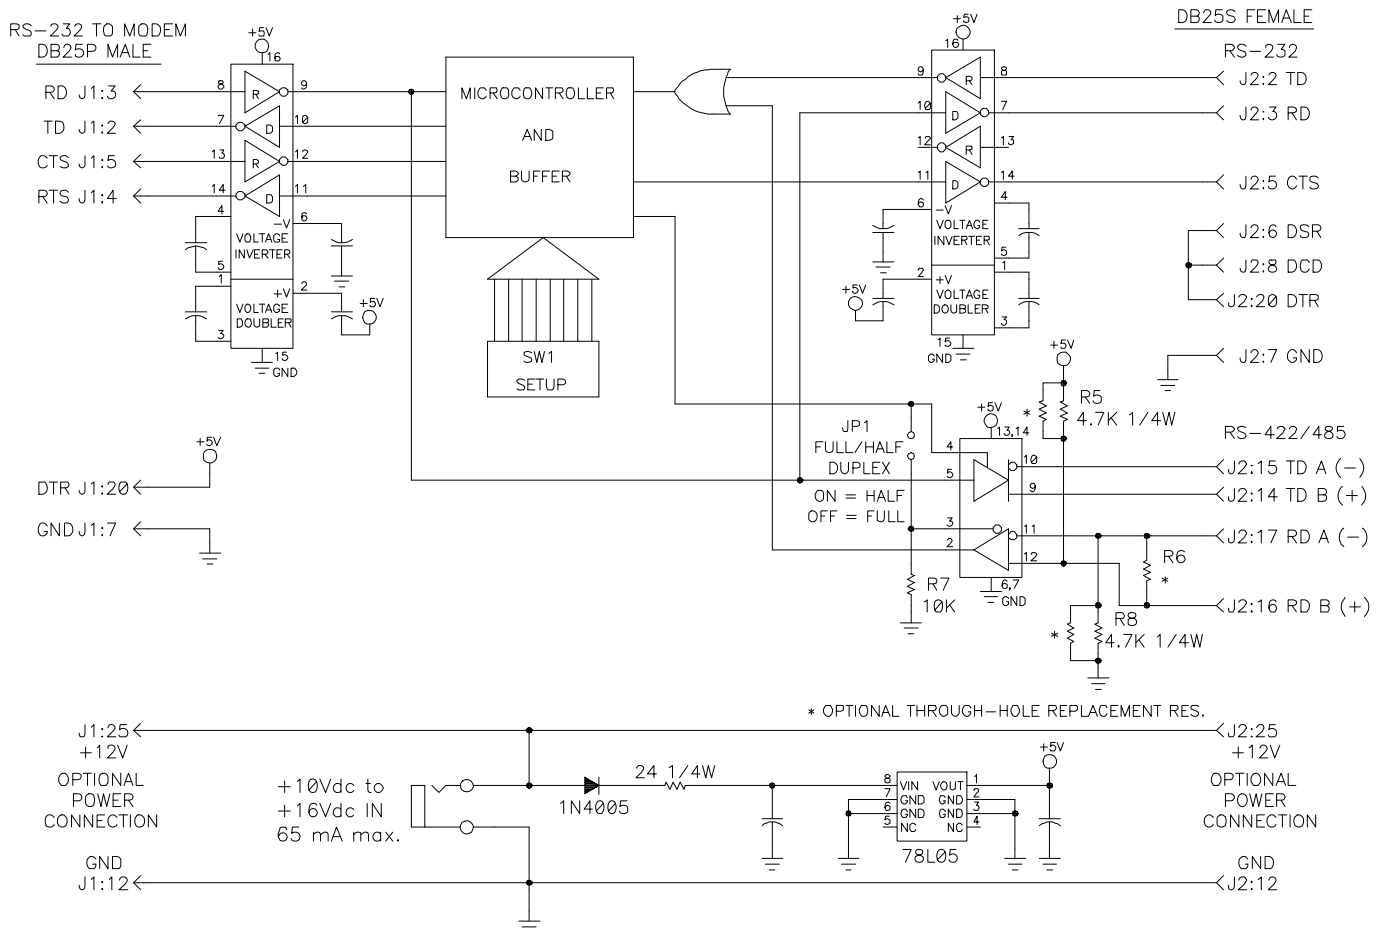 RS-232 TO MODEM
DB25P MALE
RD J1:3
TD J1:2
CTS J1:5
RTS J1:4
+5V
16
8 R 9
7 D 10
13 R 12
14 D 11
4
-V 6
VOLTAGE
INVERTER
5
1
+V 2
VOLTAGE
DOUBLER
3
+5V
15
GND
MICROCONTROLLER
AND
BUFFER
SW1
SETUP
+5V
16
9 R 8
10 D 7
12 R 13
11 D 14
6 -V 4
VOLTAGE
INVERTER
5
2 +V 1
VOLTAGE
DOUBLER
3
+5V
15
GND
DB25S FEMALE
RS-232
J2:2 TD
J2:3 RD
J2:5 CTS
J2:6 DSR
J2:8 DCD
J2:20 DTR
J2:7 GND
+5V
* R5
4.7K 1/4W
RS-422/485
J2:15 TD A (-)
J2:14 TD B (+)
J2:17 RD A (-)
J2:16 RD B (+)
JP1
FULL/HALF
DUPLEX
ON = HALF
OFF = FULL
+5V
13,14
4
10
5
9
3
11
2
12
6,7
GND
R7
10K
R6
*
* R8
4.7K 1/4W
DTR J1:20
+5V
GND J1:7
* OPTIONAL THROUGH-HOLE REPLACEMENT RES.
J1:25
+12V
OPTIONAL
POWER
CONNECTION
GND
J1:12
+10Vdc to
+16Vdc IN
65 mA max.
1N4005
24 1/4W
8 VIN VOUT 1
7 GND GND 2
6 GND GND 3
5 NC NC 4
78L05
+5V
J2:25
+12V
OPTIONAL
POWER
CONNECTION
GND
J2:12